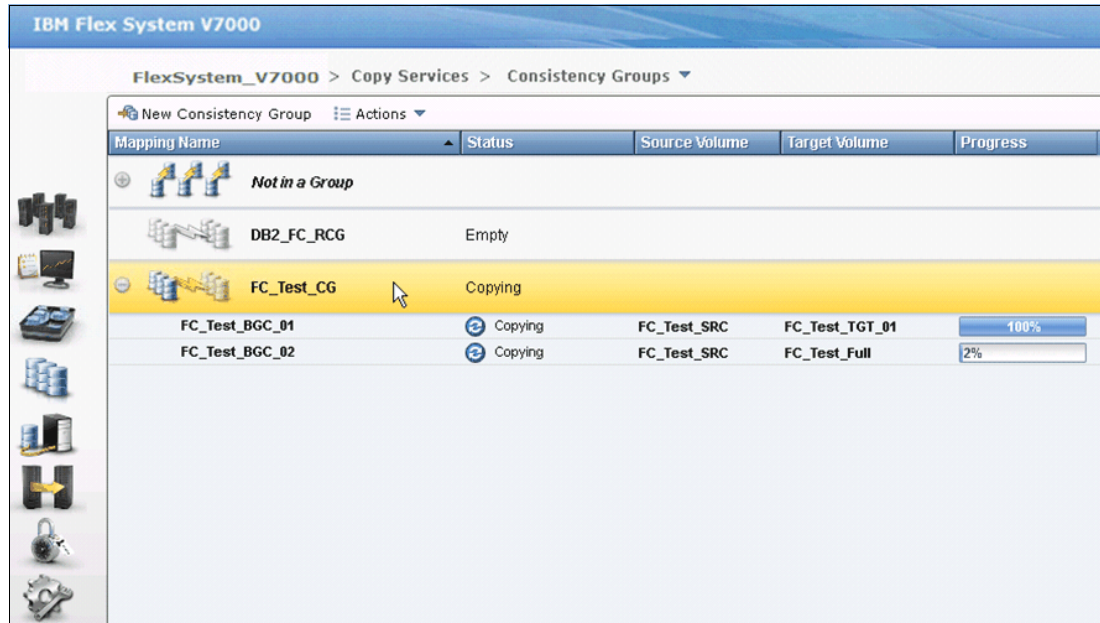 IBM Flex System V7000
FlexSystem_V7000 > Copy Services > Consistency Groups
New Consistency Group Actions
Mapping Name Status Source Volume Target Volume Progress
Not in a Group
DB2_FC_RCG Empty
FC_Test_CG Copying
FC_Test_BGC_01 Copying FC_Test_SRC FC_Test_TGT_01 100%
FC_Test_BGC_02 Copying FC_Test_SRC FC_Test_Full 2%